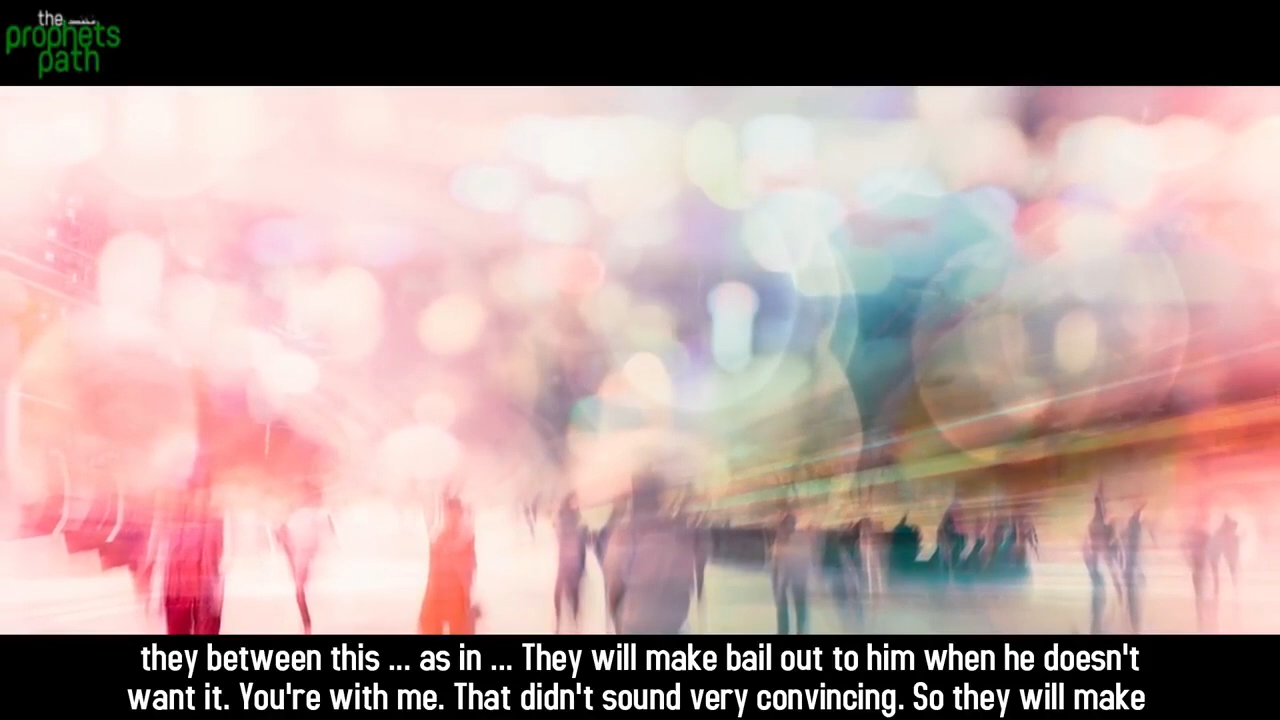 the
prophets
path
they between this ... as in ... They will make bail out to him when he doesn't
want it. You're with me. That didn't sound very convincing. So they will make